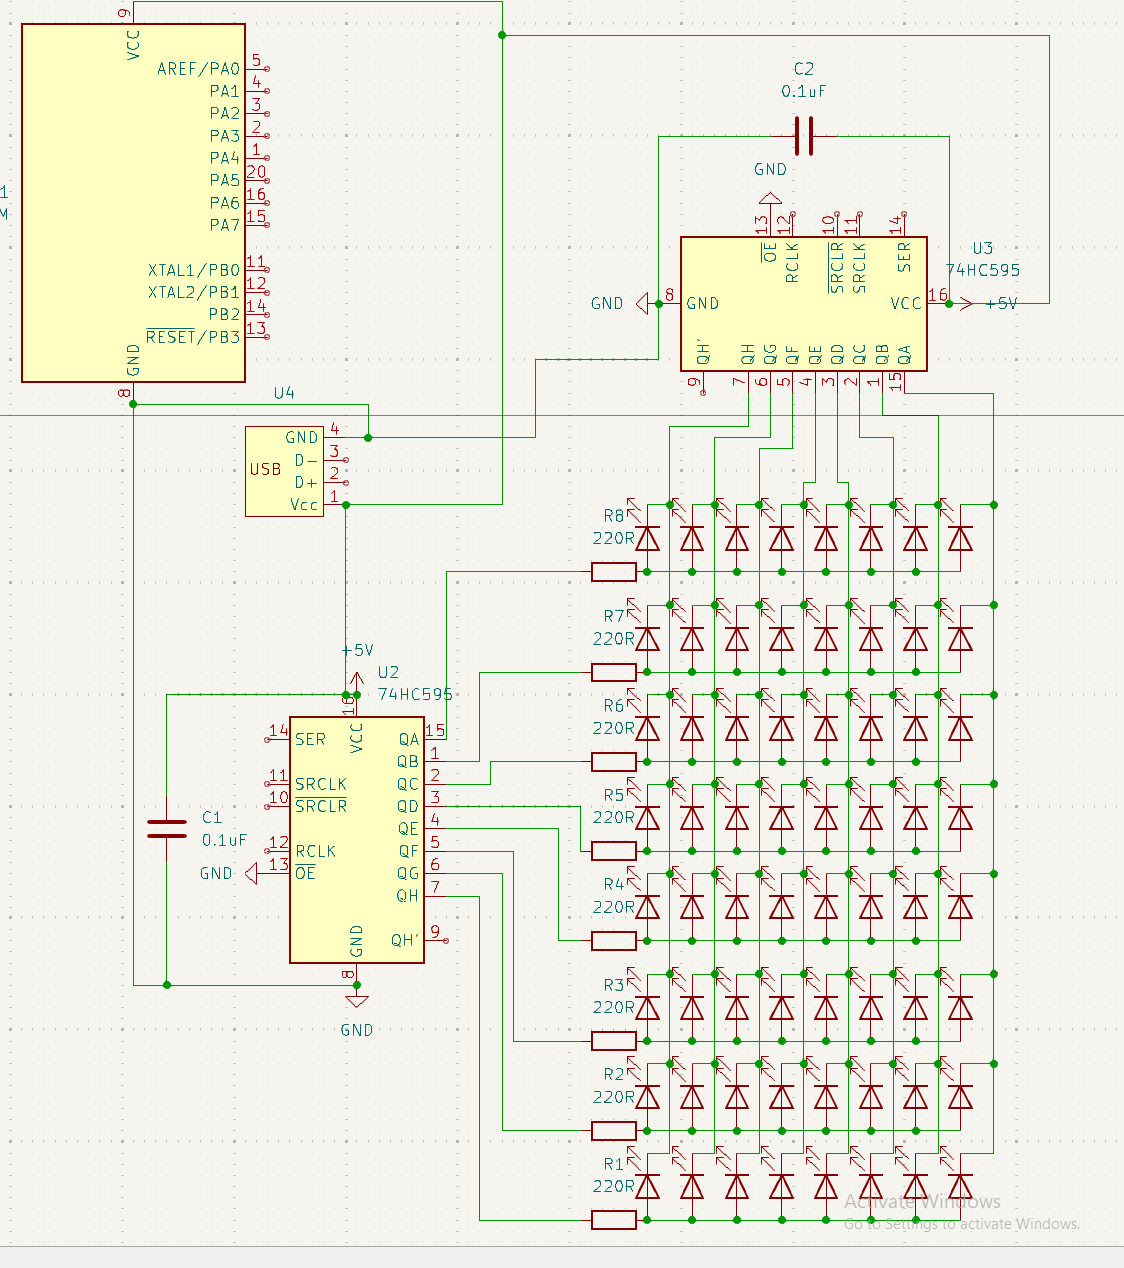 9
VCC
AREF/PA0 5
PA1 4
PA2 3
PA3 2
PA4 1
PA5 20
PA6 16
PA7 15
XTAL1/PB0 11
XTAL2/PB1 12
PB2 14
RESET/PB3 13
GND
8
1
M
C2
0.1uF
GND
13 12 10 11 14
OE RCLK SRCLR SRCLK SER
U3
74HC595
GND 8 GND
VCC 16 +5V
QH' QH QG QF QE QD QC QB QA
9 7 6 5 4 3 2 1 15
U4
USB
GND 4
D- 3
D+ 2
Vcc 1
R8
220R
R7
220R
R6
220R
R5
220R
R4
220R
R3
220R
R2
220R
R1
220R
+5V
U2
74HC595
16
VCC
14 SER
11 SRCLK
10 SRCLR
12 RCLK
GND 13 OE
QA 15
QB 1
QC 2
QD 3
QE 4
QF 5
QG 6
QH 7
QH' 9
GND
8
GND
C1
0.1uF
Activate Windows
Go to Settings to activate Windows.